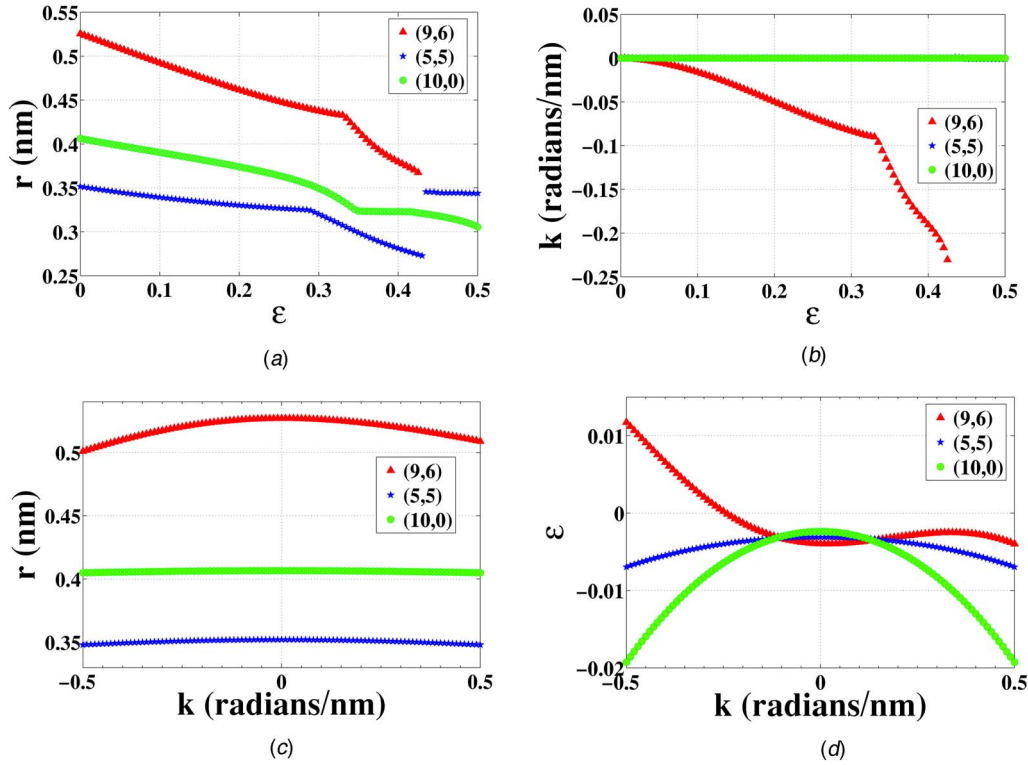 0.55
0.5
0.45
0.4
0.35
0.3
0.25
r (nm)
0 0.1 0.2 0.3 0.4 0.5
ε
(9,6)
(5,5)
(10,0)
(a)
0.05
0
−0.05
−0.1
−0.15
−0.2
−0.25
k (radians/nm)
0 0.1 0.2 0.3 0.4 0.5
ε
(9,6)
(5,5)
(10,0)
(b)
0.5
0.45
0.4
0.35
r (nm)
−0.5 0 0.5
k (radians/nm)
(9,6)
(5,5)
(10,0)
(c)
0.01
0
−0.01
−0.02
ε
−0.5 0 0.5
k (radians/nm)
(9,6)
(5,5)
(10,0)
(d)